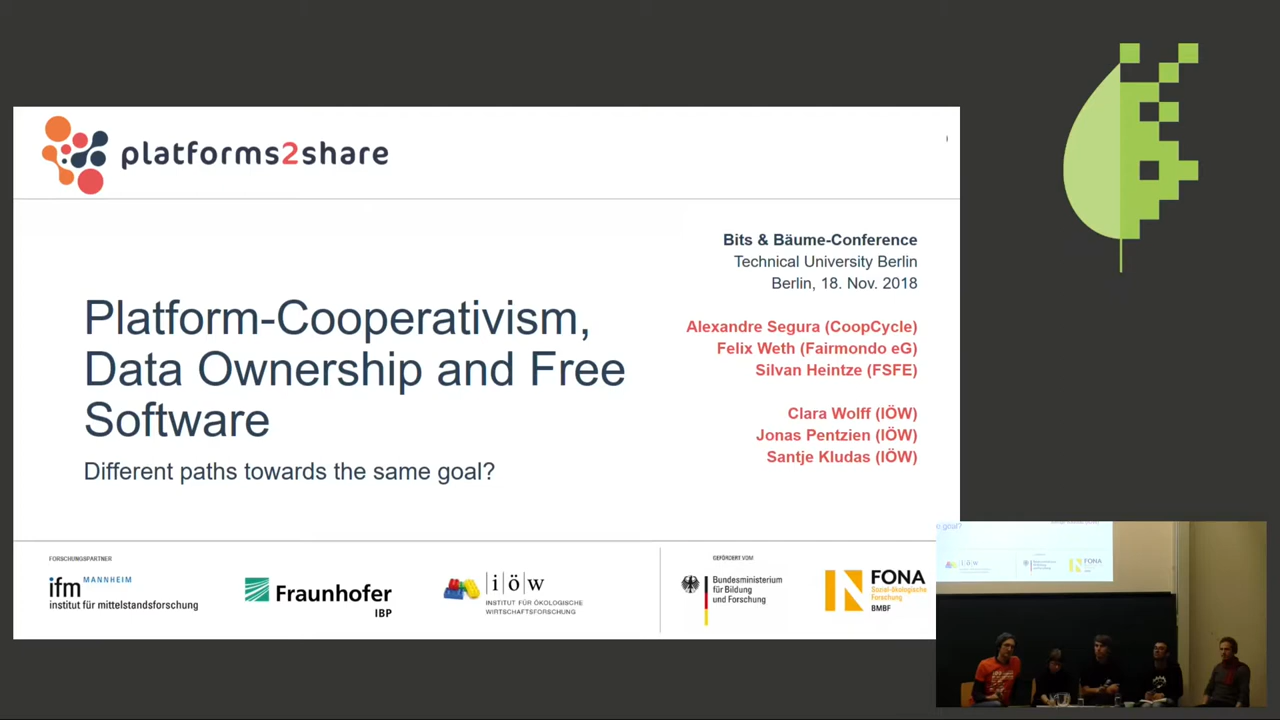 platforms2share
Bits & Bäume-Conference
Technical University Berlin
Berlin, 18. Nov. 2018
Platform-Cooperativism,
Data Ownership and Free
Software
Different paths towards the same goal?
Alexandre Segura (CoopCycle)
Felix Weth (Fairmondo eG)
Silvan Heintze (FSFE)
Clara Wolff (IÖW)
Jonas Pentzien (IÖW)
Santje Kludas (IÖW)
FORSCHUNGSPARTNER
ifm MANNHEIM
institut für mittelstandsforschung
Fraunhofer
IBP
i ö w
INSTITUT FÜR ÖKOLOGISCHE
WIRTSCHAFTSFORSCHUNG
GEFÖRDERT VOM
Bundesministerium
für Bildung
und Forschung
FONA
Sozial-ökologische
Forschung
BMBF
goal?
i ö w
FONA